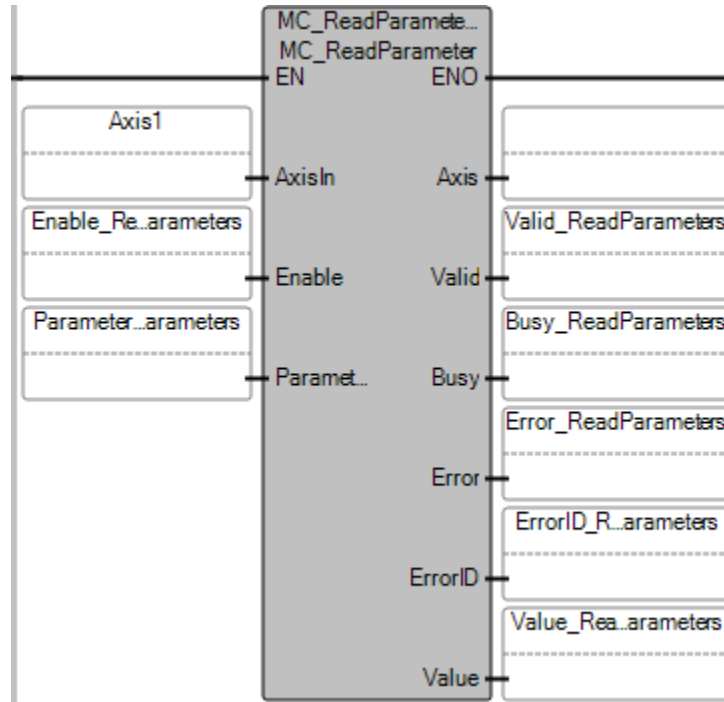 MC_ReadParamete...
MC_ReadParameter
EN ENO
Axis1
AxisIn Axis
Enable_Re...arameters Valid_ReadParameters
Enable Valid
Parameter...arameters Busy_ReadParameters
Paramet... Busy
Error_ReadParameters
Error
ErrorID_R...arameters
ErrorID
Value_Rea...arameters
Value